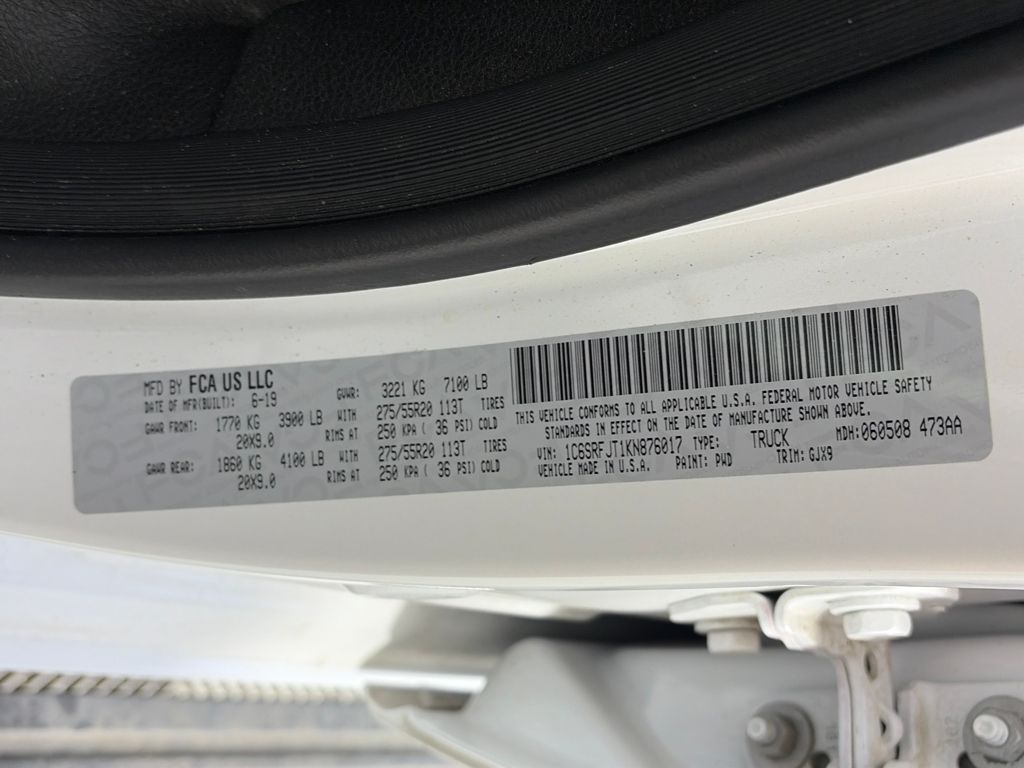 MFD BY FCA US LLC
DATE OF MFR(BUILT): 6-19 GVWR: 3221 KG 7100 LB
GAWR FRONT: 1770 KG 3900 LB WITH 275/55R20 113T TIRES
20X9.0 RIMS AT 250 KPA ( 36 PSI) COLD
GAWR REAR: 1860 KG 4100 LB WITH 275/55R20 113T TIRES
20X9.0 RIMS AT 250 KPA ( 36 PSI) COLD
THIS VEHICLE CONFORMS TO ALL APPLICABLE U.S.A. FEDERAL MOTOR VEHICLE SAFETY
STANDARDS IN EFFECT ON THE DATE OF MANUFACTURE SHOWN ABOVE.
VIN: 1C6SRFJT1KN876017 TYPE: TRUCK MDH:060508 473AA
VEHICLE MADE IN U.S.A. PAINT: PWD TRIM: GJX9